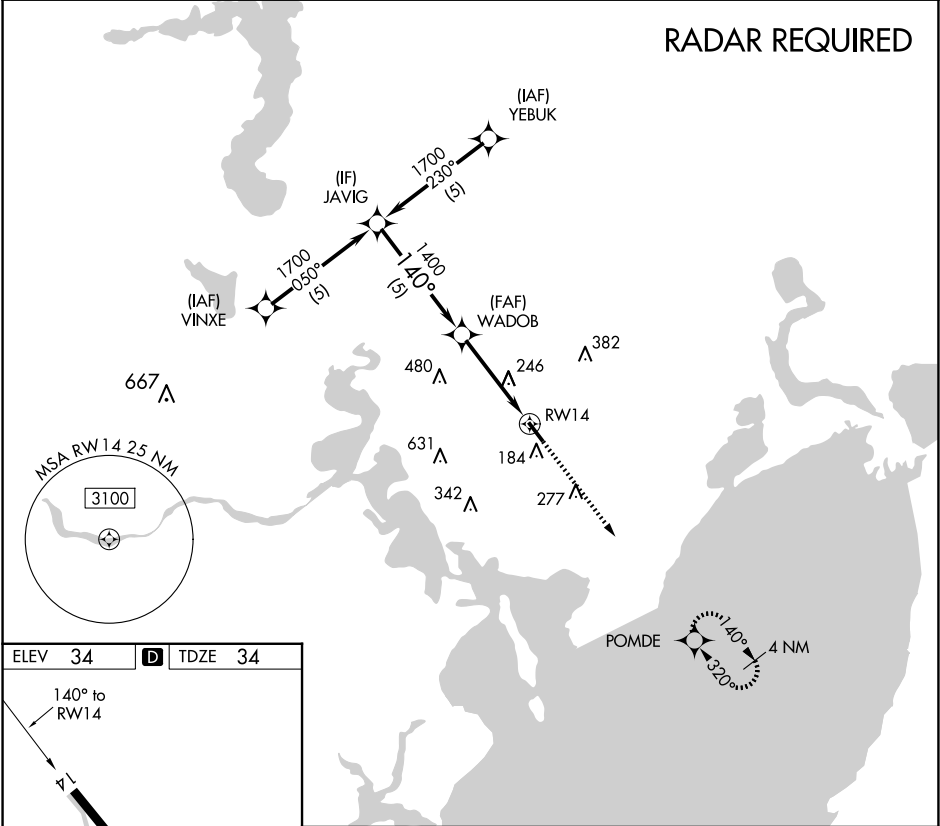 RADAR REQUIRED
(IAF)
YEBUK
1700
230°
(5)
(IF)
JAVIG
1700
050°
(5)
1400
140°
(5)
(IAF)
VINXE
(FAF)
WADOB
382
480
246
667
RW14
631
184
MSA RW14 25 NM
3100
342
277
POMDE
140°
4 NM
320°
ELEV 34
D
TDZE 34
140° to
RW14
14